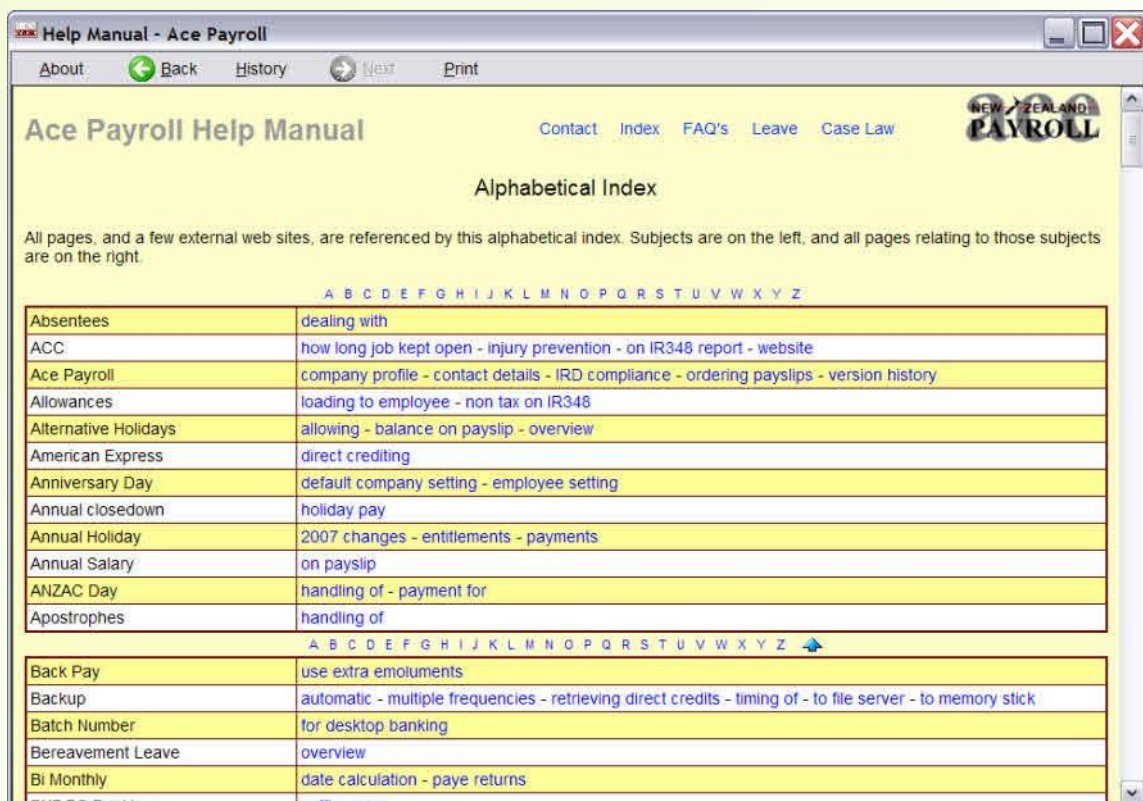 Help Manual - Ace Payroll
About Back History Next Print
Ace Payroll Help Manual
Contact Index FAQ's Leave Case Law
NEW ZEALAND
PAYROLL
Alphabetical Index
All pages, and a few external web sites, are referenced by this alphabetical index. Subjects are on the left, and all pages relating to those subjects
are on the right.
A B C D E F G H I J K L M N O P Q R S T U V W X Y Z
Absentees dealing with
ACC how long job kept open - injury prevention - on IR348 report - website
Ace Payroll company profile - contact details - IRD compliance - ordering payslips - version history
Allowances loading to employee - non tax on IR348
Alternative Holidays allowing - balance on payslip - overview
American Express direct crediting
Anniversary Day default company setting - employee setting
Annual closedown holiday pay
Annual Holiday 2007 changes - entitlements - payments
Annual Salary on payslip
ANZAC Day handling of - payment for
Apostrophes handling of
A B C D E F G H I J K L M N O P Q R S T U V W X Y Z
Back Pay use extra emoluments
Backup automatic - multiple frequencies - retrieving direct credits - timing of - to file server - to memory stick
Batch Number for desktop banking
Bereavement Leave overview
Bi Monthly date calculation - paye returns